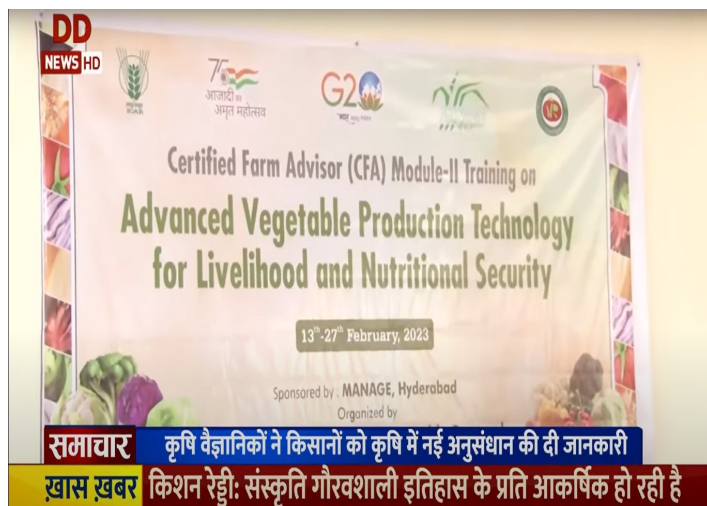 DD
NEWS HD
ICAR
75
आज़ादी का
अमृत महोत्सव
G20
Certified Farm Advisor (CFA) Module-II Training on
Advanced Vegetable Production Technology
for Livelihood and Nutritional Security
13th-27th February, 2023
Sponsored by : MANAGE, Hyderabad
Organized by
समाचार
कृषि वैज्ञानिकों ने किसानों को कृषि में नई अनुसंधान की दी जानकारी
ख़ास ख़बर
किशन रेड्डी: संस्कृति गौरवशाली इतिहास के प्रति आकर्षिक हो रही है